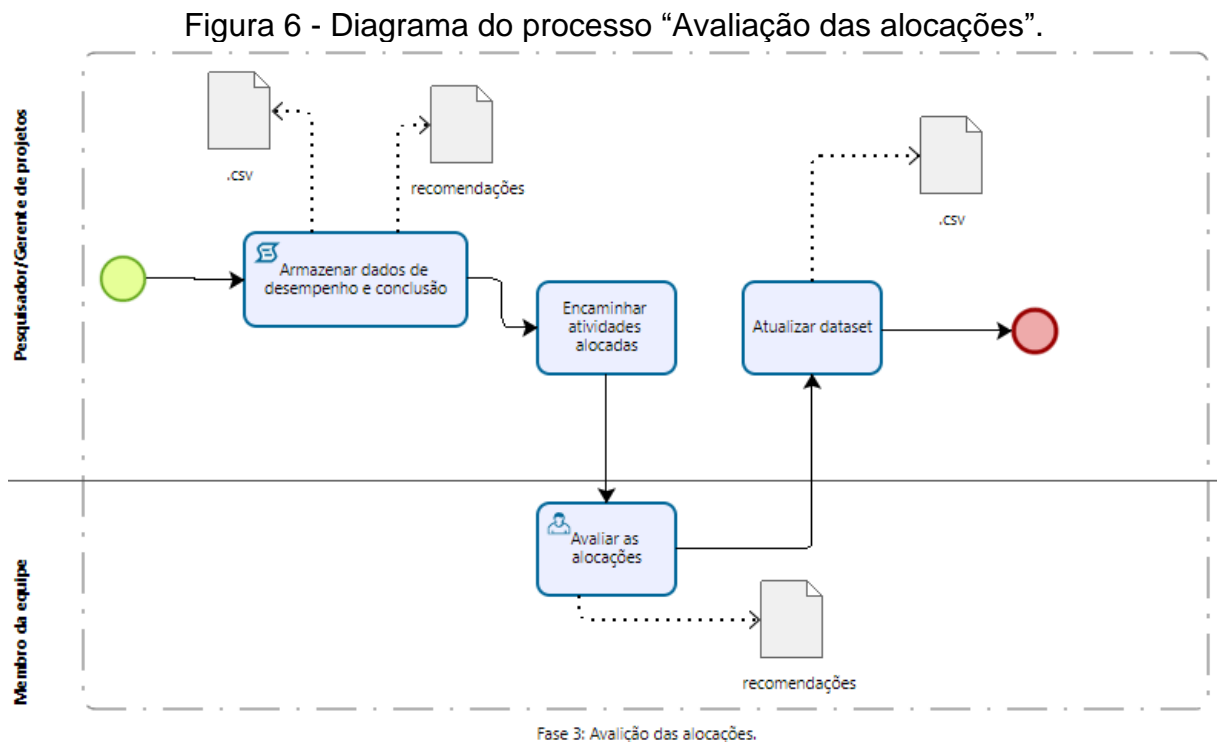 Figura 6 - Diagrama do processo “Avaliação das alocações”.
Pesquisador/Gerente de projetos
.csv
recomendações
.csv
Armazenar dados de
desempenho e conclusão
Encaminhar
atividades
alocadas
Atualizar dataset
Membro da equipe
Avaliar as
alocações
recomendações
Fase 3: Avalição das alocações.